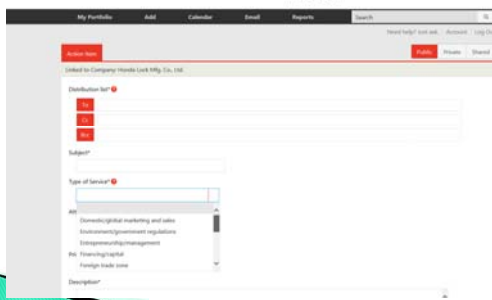 My Portfolio Add Calendar Email Reports Search
Need help? Just ask. Account Log Out
Action Item Public Private Shared
Linked to Company: Honda Lock Mfg. Co., Ltd.
Distribution list*
To
Cc
Bcc
Subject*
Type of Service*
Domestic/global marketing and sales
Environment/government regulations
Entrepreneurship/management
Financing/capital
Foreign trade zone
Description*